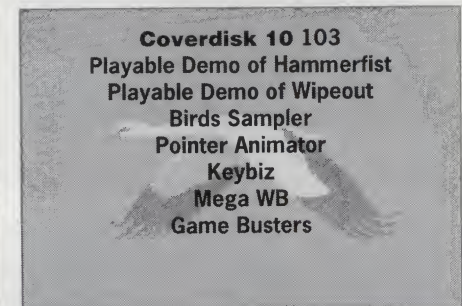 Coverdisk 10 103
Playable Demo of Hammerfist
Playable Demo of Wipeout
Birds Sampler
Pointer Animator
Keybiz
Mega WB
Game Busters